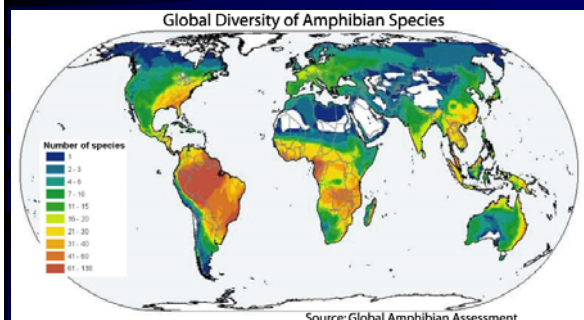 Global Diversity of Amphibian Species
Number of species
1
2 - 3
4 - 6
7 - 10
11 - 15
16 - 20
21 - 30
31 - 40
41 - 60
61 - 130
Source: Global Amphibian Assessment